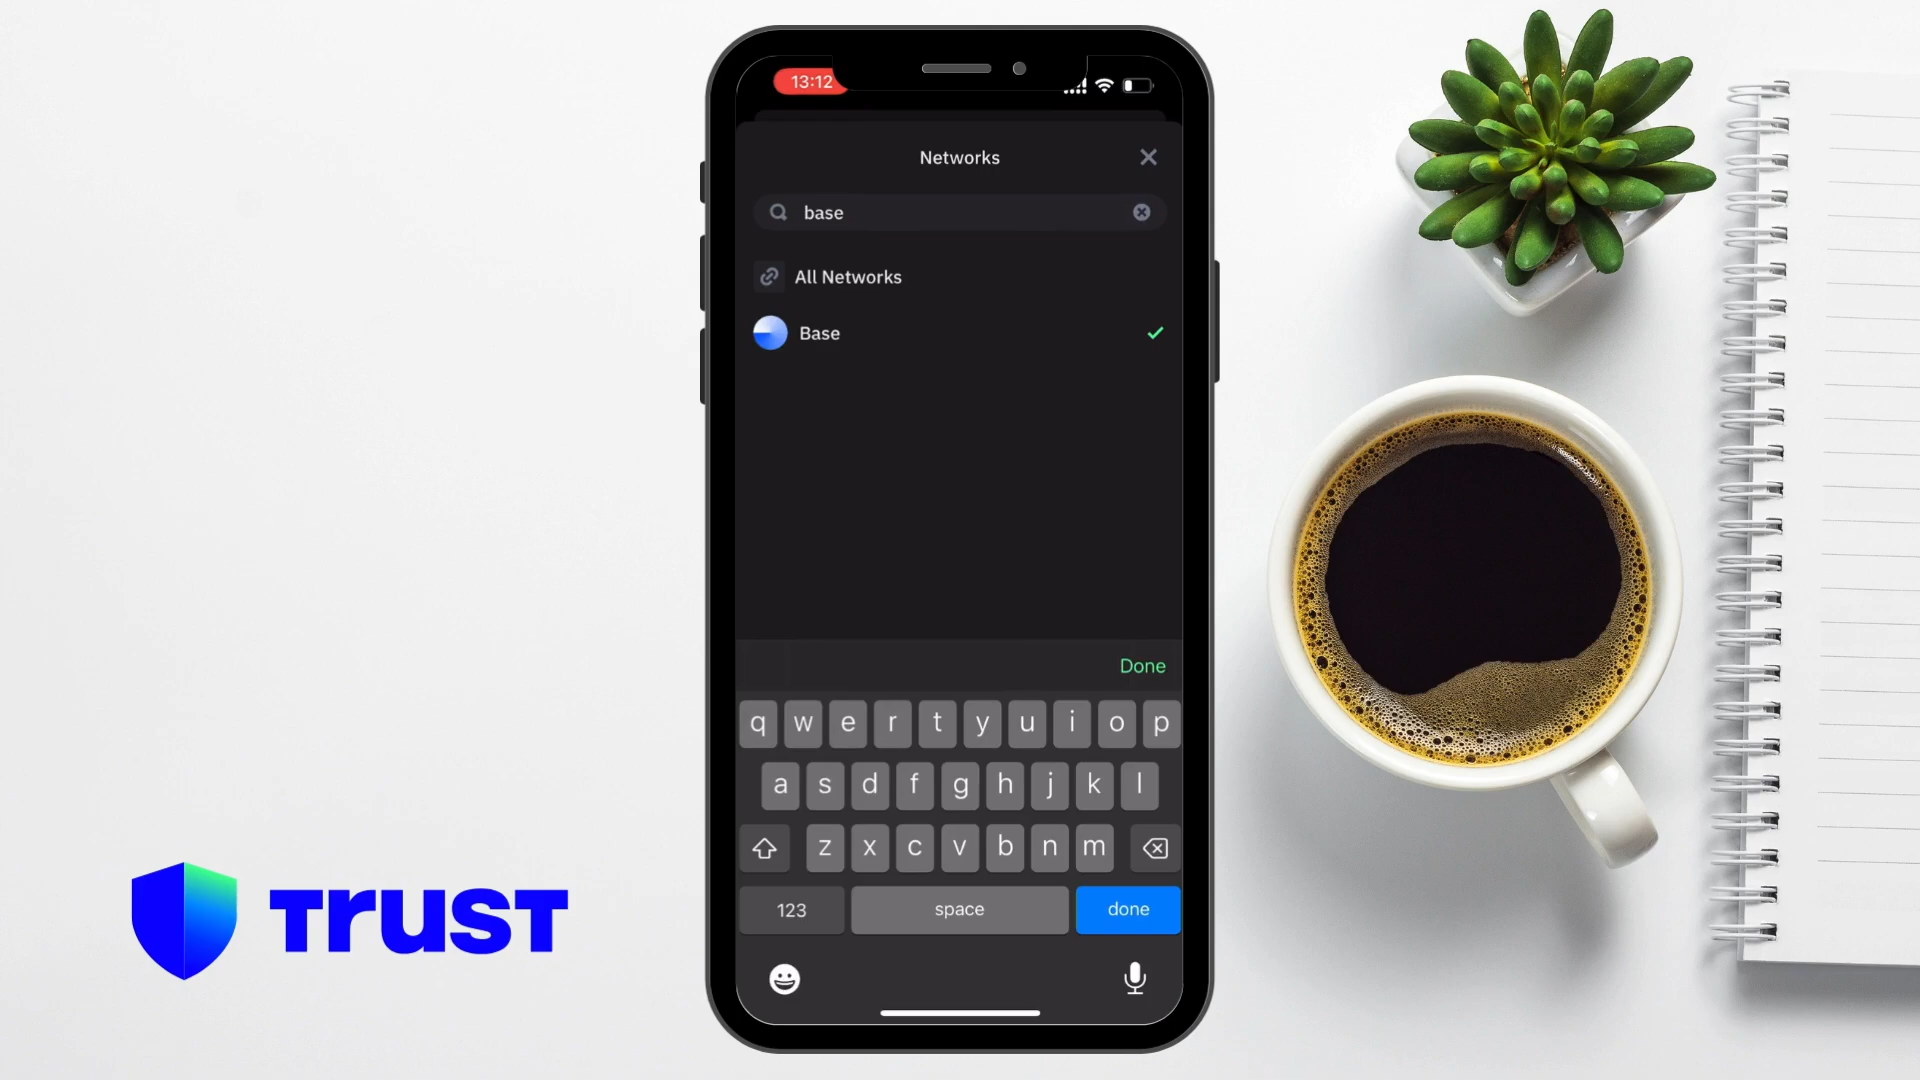 13:12
Networks
base
All Networks
Base
Done
q w e r t y u i o p
a s d f g h j k l
z x c v b n m
123 space done
TRUST